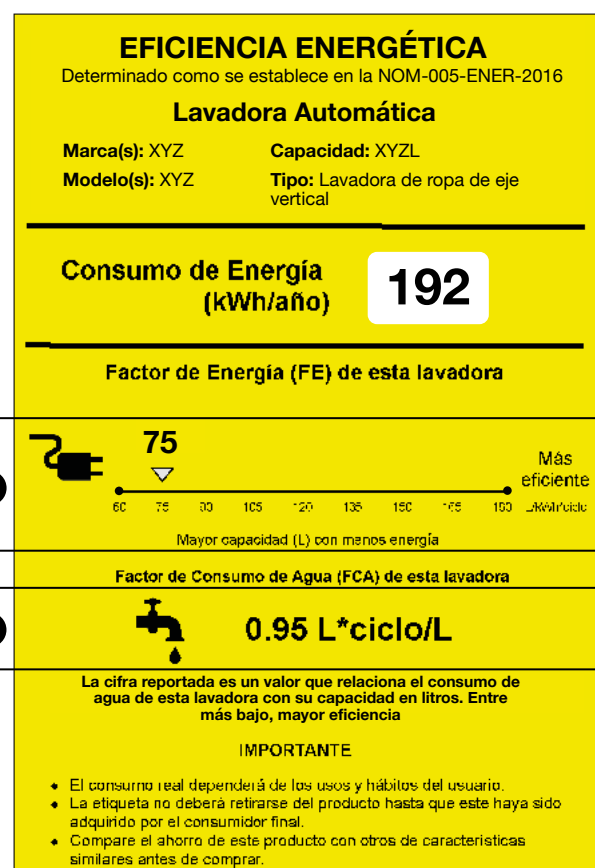 EFICIENCIA ENERGÉTICA
Determinado como se establece en la NOM-005-ENER-2016
Lavadora Automática
Marca(s): XYZ Capacidad: XYZL
Modelo(s): XYZ Tipo: Lavadora de ropa de eje
vertical
Consumo de Energía
(kWh/año) 192
Factor de Energía (FE) de esta lavadora
75
Más
eficiente
60 75 90 105 120 135 150 165 180 L/kWh/ciclo
Mayor capacidad (L) con menos energía
Factor de Consumo de Agua (FCA) de esta lavadora
0.95 L*ciclo/L
La cifra reportada es un valor que relaciona el consumo de
agua de esta lavadora con su capacidad en litros. Entre
más bajo, mayor eficiencia
IMPORTANTE
• El consumo real dependerá de los usos y hábitos del usuario.
• La etiqueta no deberá retirarse del producto hasta que este haya sido
adquirido por el consumidor final.
• Compare el ahorro de este producto con otros de características
similares antes de comprar.